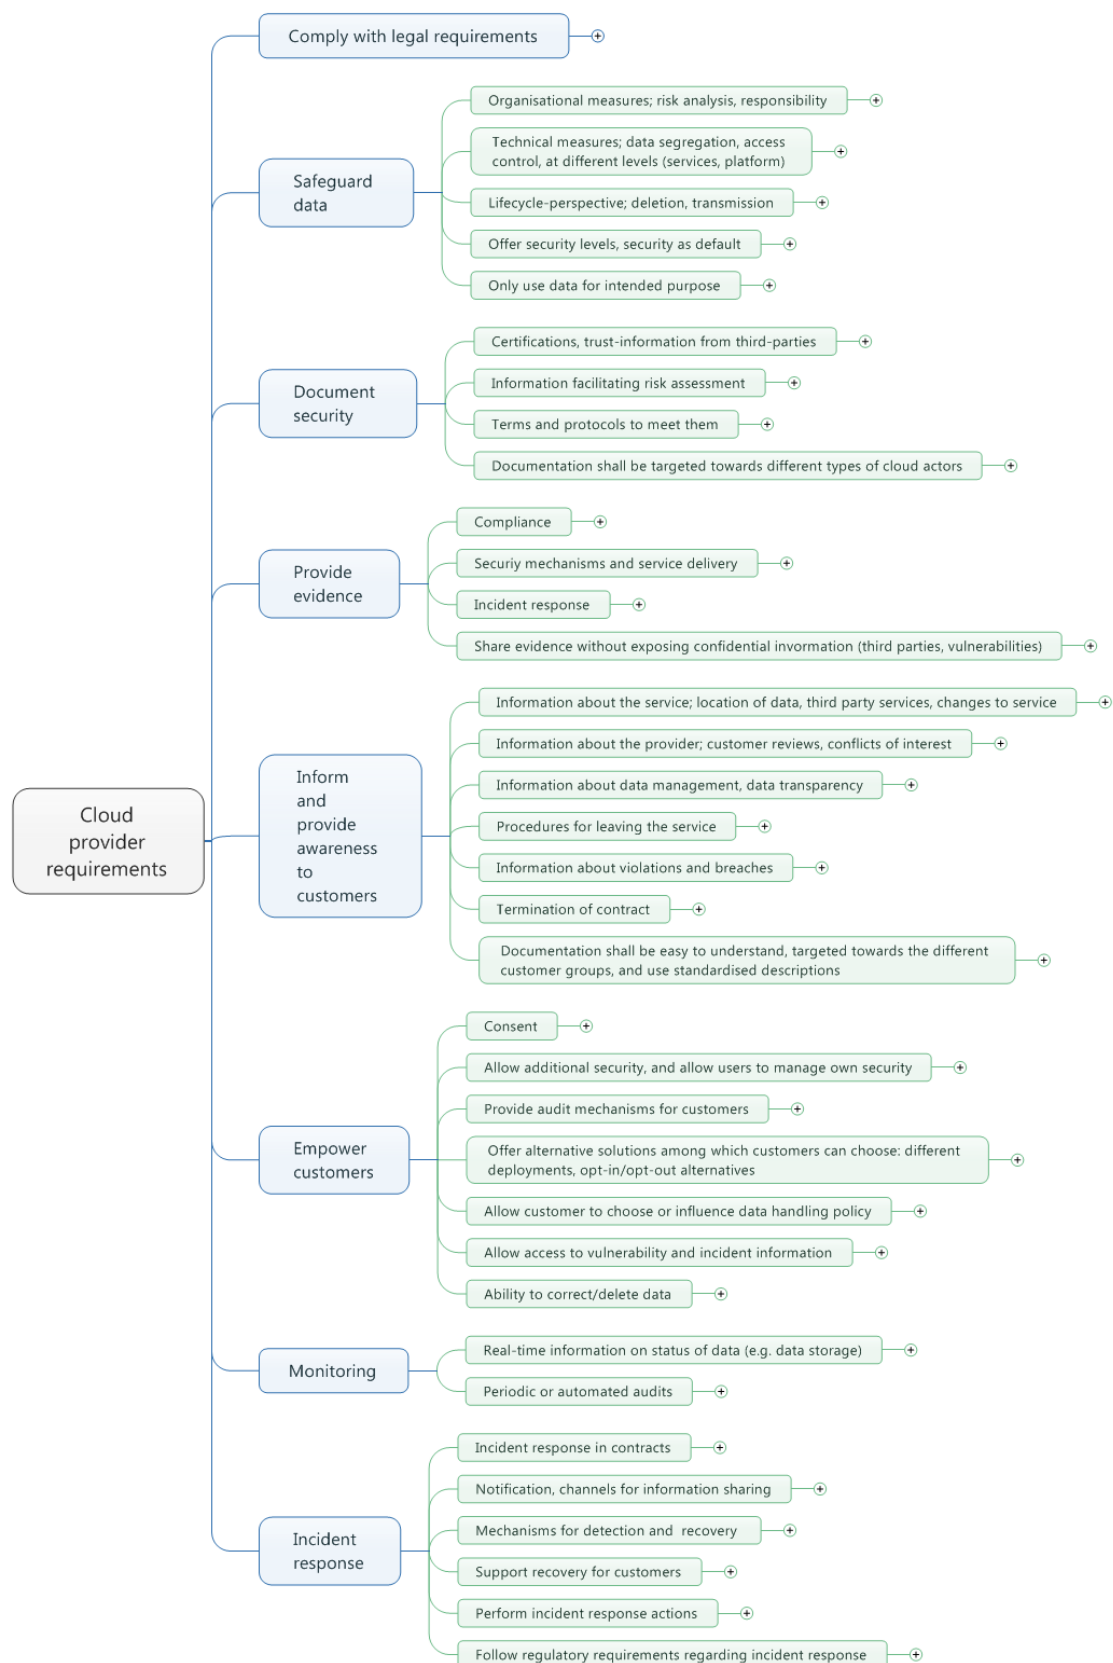 Comply with legal requirements
Organisational measures; risk analysis, responsibility
Technical measures; data segregation, access
control, at different levels (services, platform)
Safeguard
data
Lifecycle-perspective; deletion, transmission
Offer security levels, security as default
Only use data for intended purpose
Certifications, trust-information from third-parties
Information facilitating risk assessment
Document
security
Terms and protocols to meet them
Documentation shall be targeted towards different types of cloud actors
Compliance
Securiy mechanisms and service delivery
Provide
evidence
Incident response
Share evidence without exposing confidential invormation (third parties, vulnerabilities)
Information about the service; location of data, third party services, changes to service
Information about the provider; customer reviews, conflicts of interest
Information about data management, data transparency
Inform
and
provide
awareness
to
customers
Cloud
provider
requirements
Procedures for leaving the service
Information about violations and breaches
Termination of contract
Documentation shall be easy to understand, targeted towards the different
customer groups, and use standardised descriptions
Consent
Allow additional security, and allow users to manage own security
Provide audit mechanisms for customers
Empower
customers
Offer alternative solutions among which customers can choose: different
deployments, opt-in/opt-out alternatives
Allow customer to choose or influence data handling policy
Allow access to vulnerability and incident information
Ability to correct/delete data
Monitoring
Real-time information on status of data (e.g. data storage)
Periodic or automated audits
Incident response in contracts
Notification, channels for information sharing
Mechanisms for detection and  recovery
Incident
response
Support recovery for customers
Perform incident response actions
Follow regulatory requirements regarding incident response